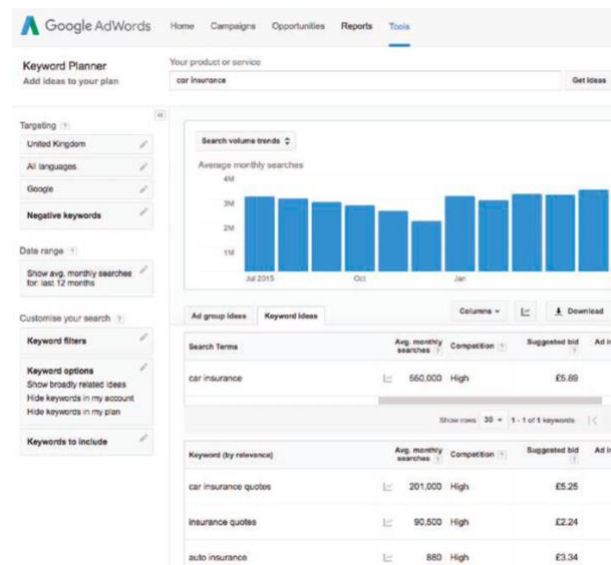 Google AdWords Home Campaigns Opportunities Reports Tools
Keyword Planner
Add ideas to your plan
Your product or service
car insurance
Get Ideas
Targeting ?
United Kingdom
All languages
Google
Negative keywords
Date range ?
Show avg. monthly searches
for: last 12 months
Customise your search ?
Keyword filters
Keyword options
Show broadly related ideas
Hide keywords in my account
Hide keywords in my plan
Keywords to include
Search volume trends
Average monthly searches
4M
3M
2M
1M
Jul 2015 Oct Jan
Ad group ideas Keyword ideas Columns Download
Search Terms Avg. monthly searches ? Competition ? Suggested bid ? Ad i
car insurance 550,000 High £5.89
Show rows 30 1 - 1 of 1 keywords
Keyword (by relevance) Avg. monthly searches ? Competition ? Suggested bid ? Ad i
car insurance quotes 201,000 High £5.25
insurance quotes 90,500 High £2.24
auto insurance 880 High £3.34